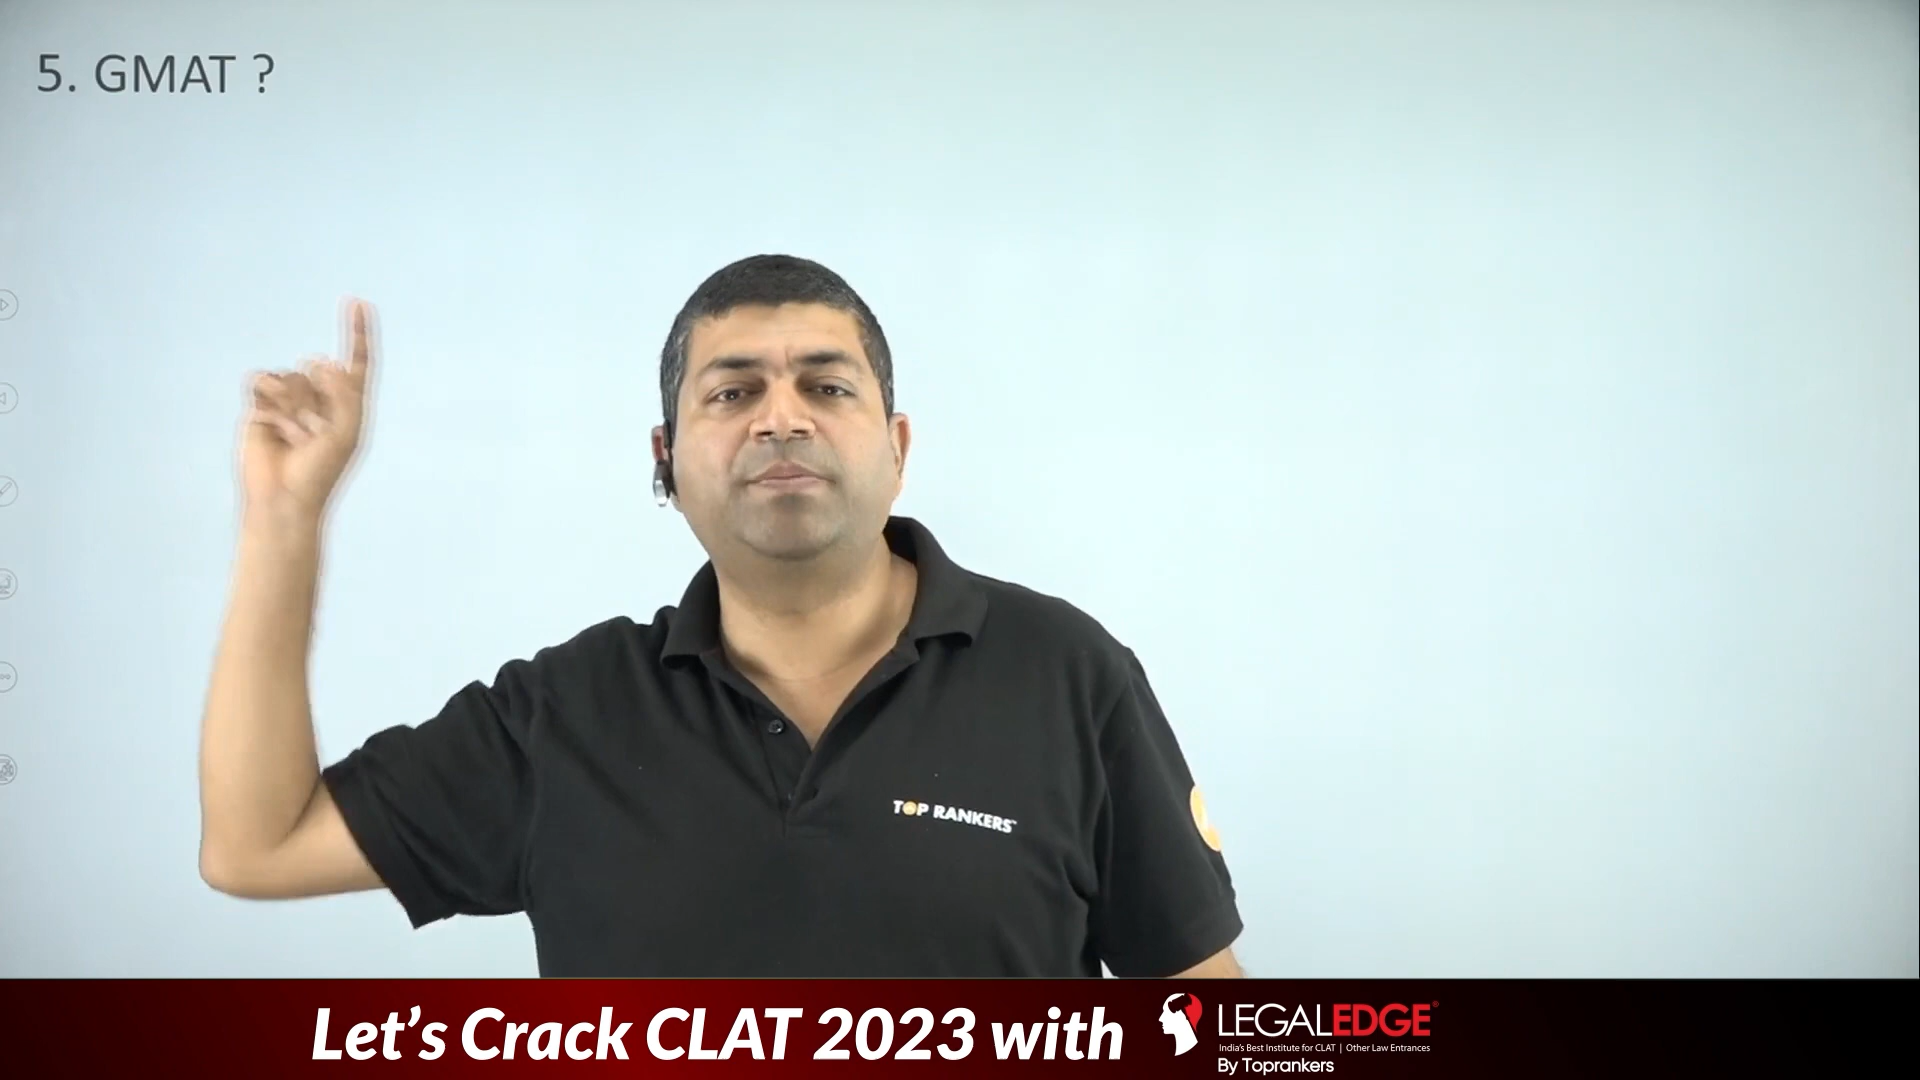 5. GMAT ?
TOP RANKERS™
Let's Crack CLAT 2023 with
LEGALEDGE®
India's Best Institute for CLAT | Other Law Entrances
By Toprankers